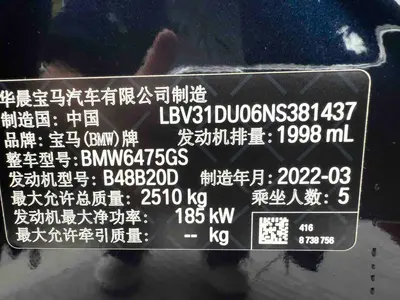 华晨宝马汽车有限公司制造
制造国: 中国 LBV31DU06NS381437
品牌: 宝马(BMW)牌 发动机排量: 1998 mL
整车型号: BMW6475GS
发动机型号: B48B20D 制造年月: 2022-03
最大允许总质量: 2510 kg 乘坐人数: 5
发动机最大净功率: 185 kW
最大允许牵引质量: -- kg
416
8 738 756